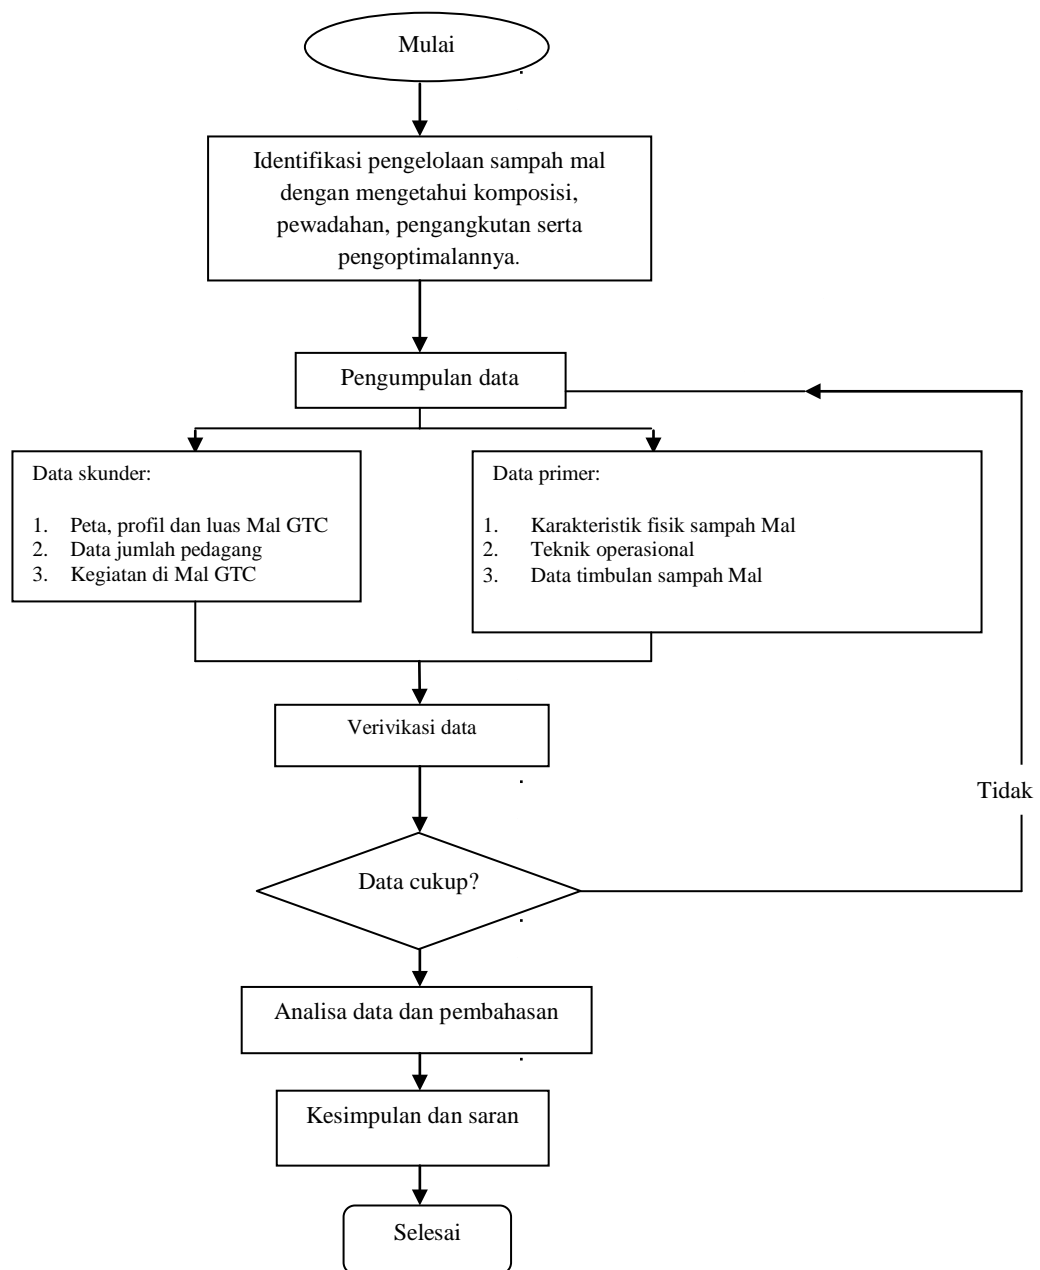 Mulai
Identifikasi pengelolaan sampah mal
dengan mengetahui komposisi,
pewadahan, pengangkutan serta
pengoptimalannya.
Pengumpulan data
Data skunder:
1. Peta, profil dan luas Mal GTC
2. Data jumlah pedagang
3. Kegiatan di Mal GTC
Data primer:
1. Karakteristik fisik sampah Mal
2. Teknik operasional
3. Data timbulan sampah Mal
Verivikasi data
Tidak
Data cukup?
Analisa data dan pembahasan
Kesimpulan dan saran
Selesai